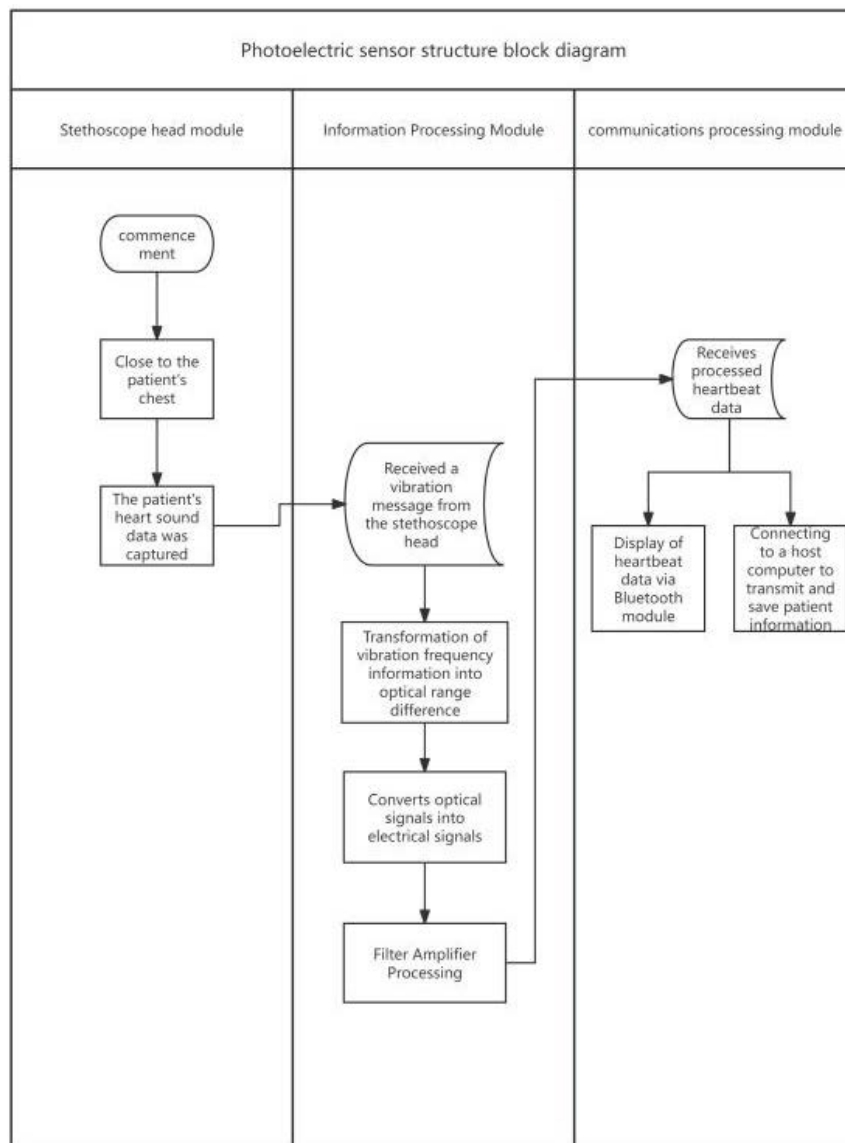 Photoelectric sensor structure block diagram
Stethoscope head module
Information Processing Module
communications processing module
commence
ment
Close to the
patient's
chest
The patient's
heart sound
data was
captured
Received a
vibration
message from
the stethoscope
head
Transformation of
vibration frequency
information into
optical range
difference
Converts optical
signals into
electrical signals
Filter Amplifier
Processing
Receives
processed
heartbeat
data
Display of
heartbeat
data via
Bluetooth
module
Connecting
to a host
computer to
transmit and
save patient
information